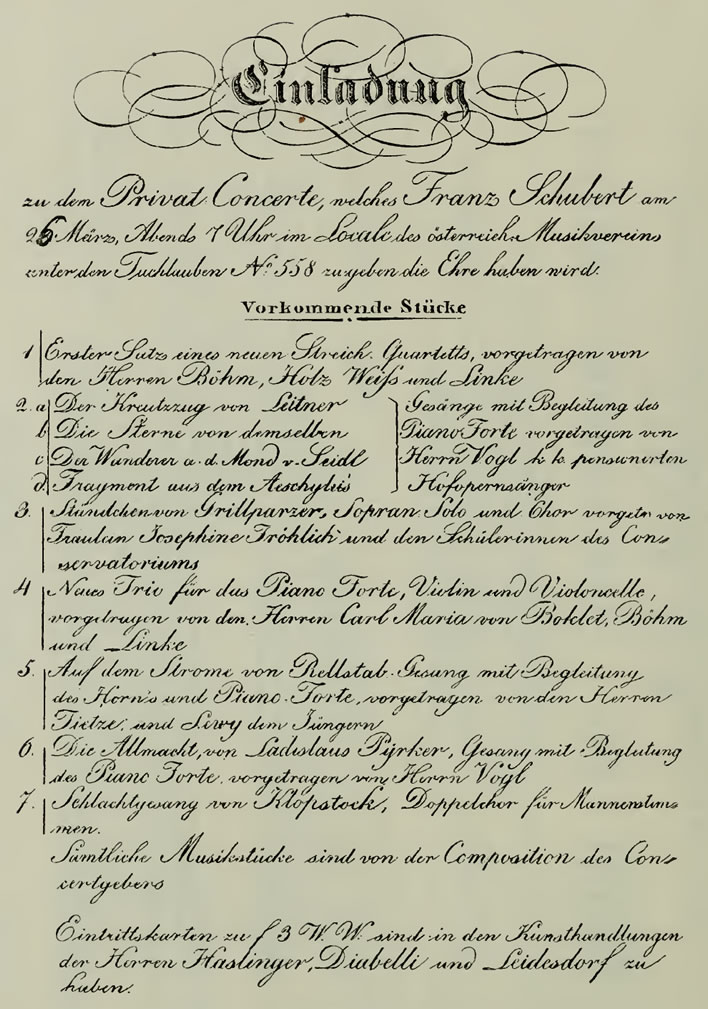 Einladung
zu dem Privat Concerte, welches Franz Schubert am
26 März, Abends 7 Uhr im Locale des österreich. Musikvereins
unter den Tuchlauben No. 558 zu geben die Ehre haben wird.
Vorkommende Stücke
1 Erster Satz eines neuen Streich-Quartetts, vorgetragen von
den Herren Böhm, Holz Weiss und Linke
2. a Der Kreutzzug von Leitner
b Die Sterne von demselben
c Der Wanderer a. d. Mond v. Seidl
d. Fragment aus dem Aeschylus
Gesänge mit Begleitung des
Piano Forte vorgetragen von
Herrn Vogl k. k. pensionierten
Hofopernsänger
3. Ständchen von Grillparzer, Sopran Solo und Chor vorgetr. von
Fräulein Josephine Fröhlich und den Schülerinnen des Con-
servatoriums
4 Neues Trio für das Piano Forte, Violin und Violoncelle,
vorgetragen von den Herren Carl Maria von Boklet, Böhm
und Linke
5. Auf dem Strome von Rellstab. Gesang mit Begleitung
des Horns und Piano-Forte, vorgetragen von den Herren
Tietze, und Lewy dem Jüngern
6. Die Allmacht, von Ladislaus Pyrker, Gesang mit Begleitung
des Piano Forte, vorgetragen von Herrn Vogl
7. Schlachtgesang von Klopstock, Doppelchor für Männerstim-
men.
Sämtliche Musikstücke sind von der Composition des Con-
certgebers
Eintrittskarten zu f 3 W. W. sind in den Kunsthandlungen
der Herren Haslinger, Diabelli und Leidesdorf zu
haben.